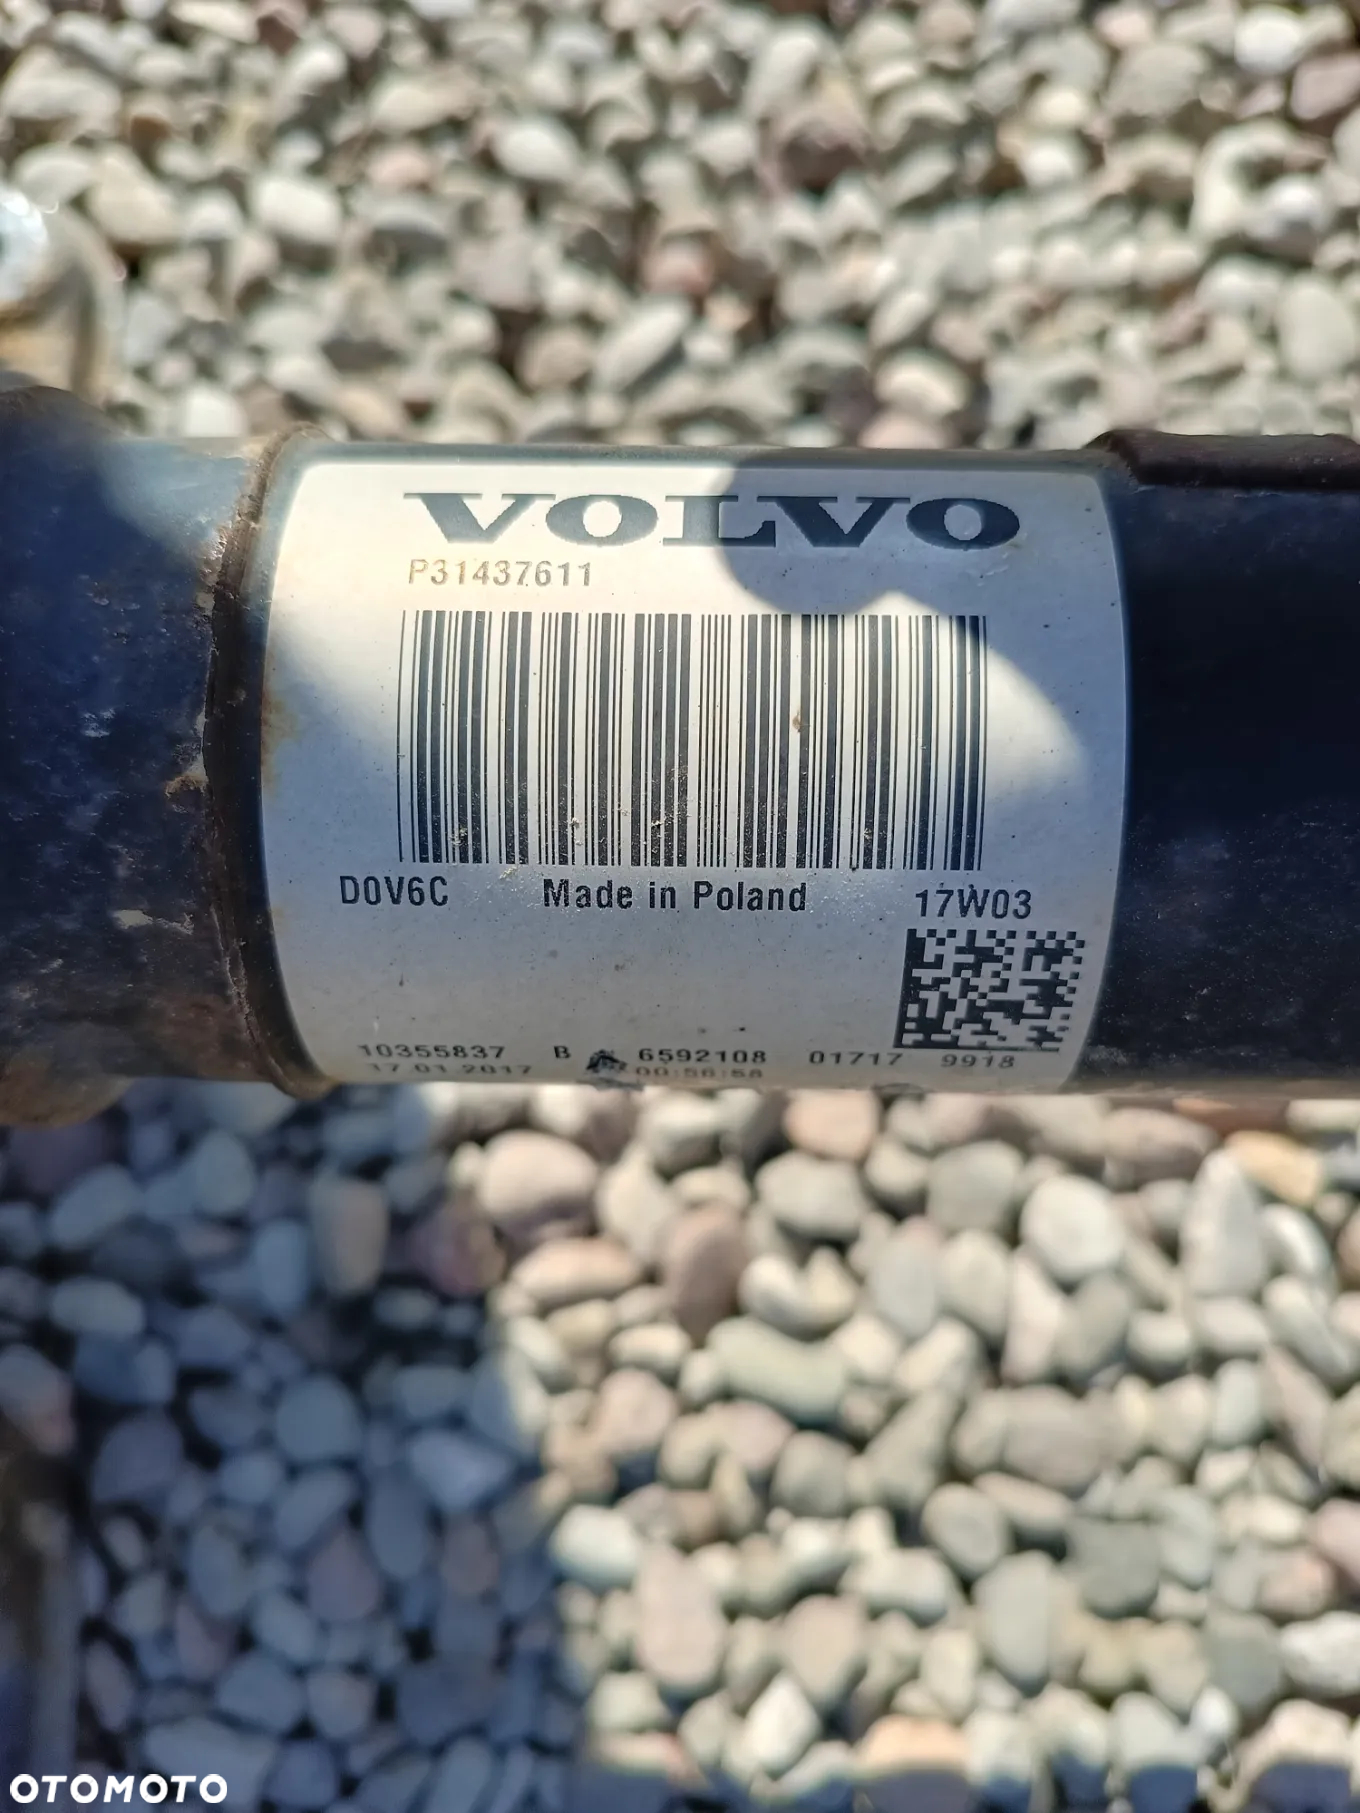 VOLVO
P31437611
D0V6C Made in Poland 17W03
10355837 B 6592108 01717 9918
17.01.2017 00:56:58
OTOMOTO